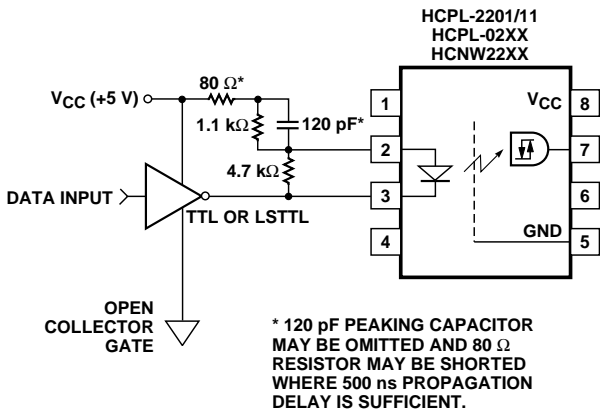 HCPL-2201/11
HCPL-02XX
HCNW22XX
80 Ω*
VCC (+5 V)
1.1 kΩ
120 pF*
4.7 kΩ
DATA INPUT
TTL OR LSTTL
1
2
3
4
VCC
8
7
6
GND
5
OPEN
COLLECTOR
GATE
* 120 pF PEAKING CAPACITOR
MAY BE OMITTED AND 80 Ω
RESISTOR MAY BE SHORTED
WHERE 500 ns PROPAGATION
DELAY IS SUFFICIENT.